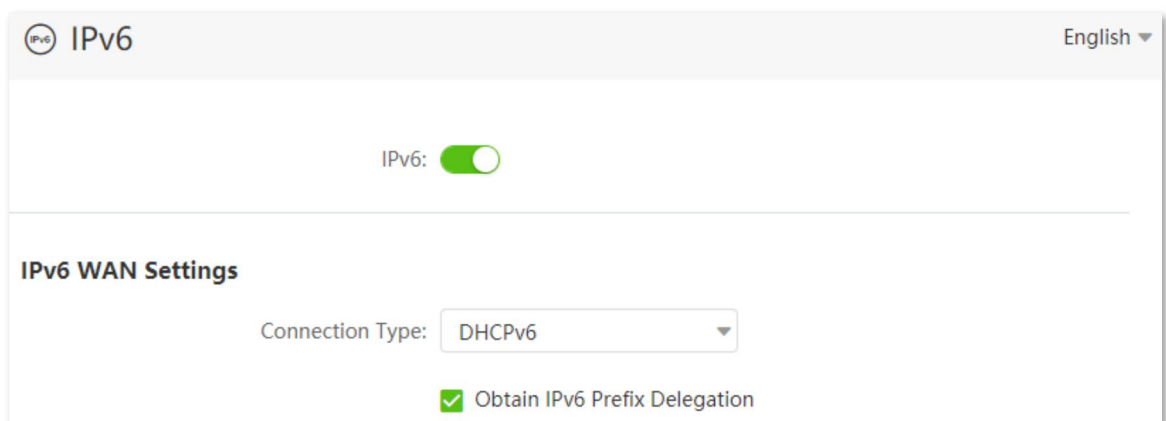 IPv6 IPv6
English
IPv6:
IPv6 WAN Settings
Connection Type: DHCPv6
Obtain IPv6 Prefix Delegation